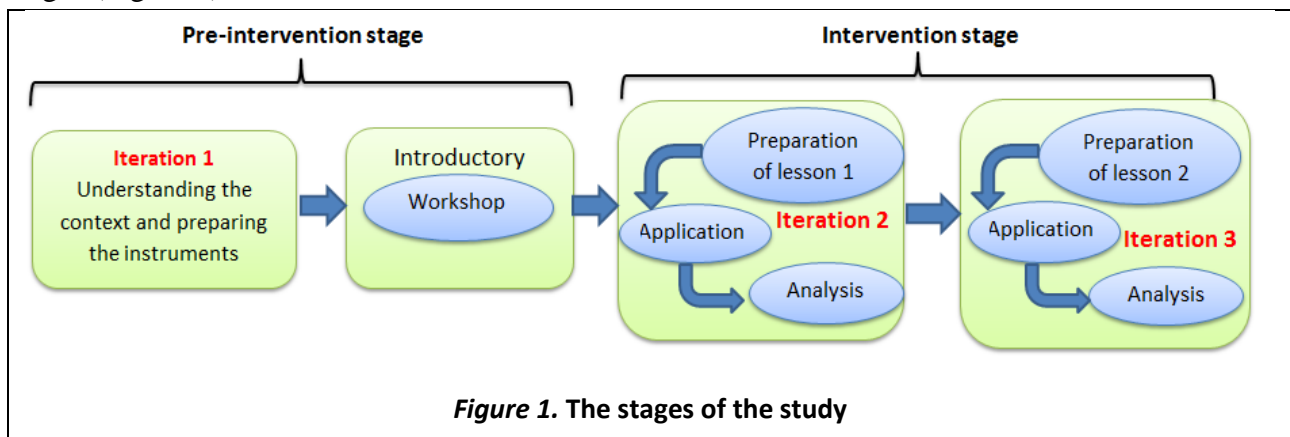 Pre-intervention stage
Intervention stage
Iteration 1
Understanding the
context and preparing
the instruments
Introductory
Workshop
Preparation
of lesson 1
Application
Iteration 2
Analysis
Preparation
of lesson 2
Application
Iteration 3
Analysis
Figure 1. The stages of the study